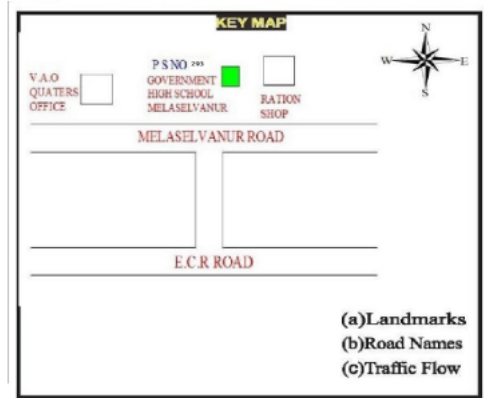 KEY MAP
N
W E
S
V.A.O
QUATERS
OFFICE
P.S.NO 295
GOVERNMENT
HIGH SCHOOL
MELASELVANUR
RATION
SHOP
MELASELVANUR ROAD
E.C.R ROAD
(a)Landmarks
(b)Road Names
(c)Traffic Flow